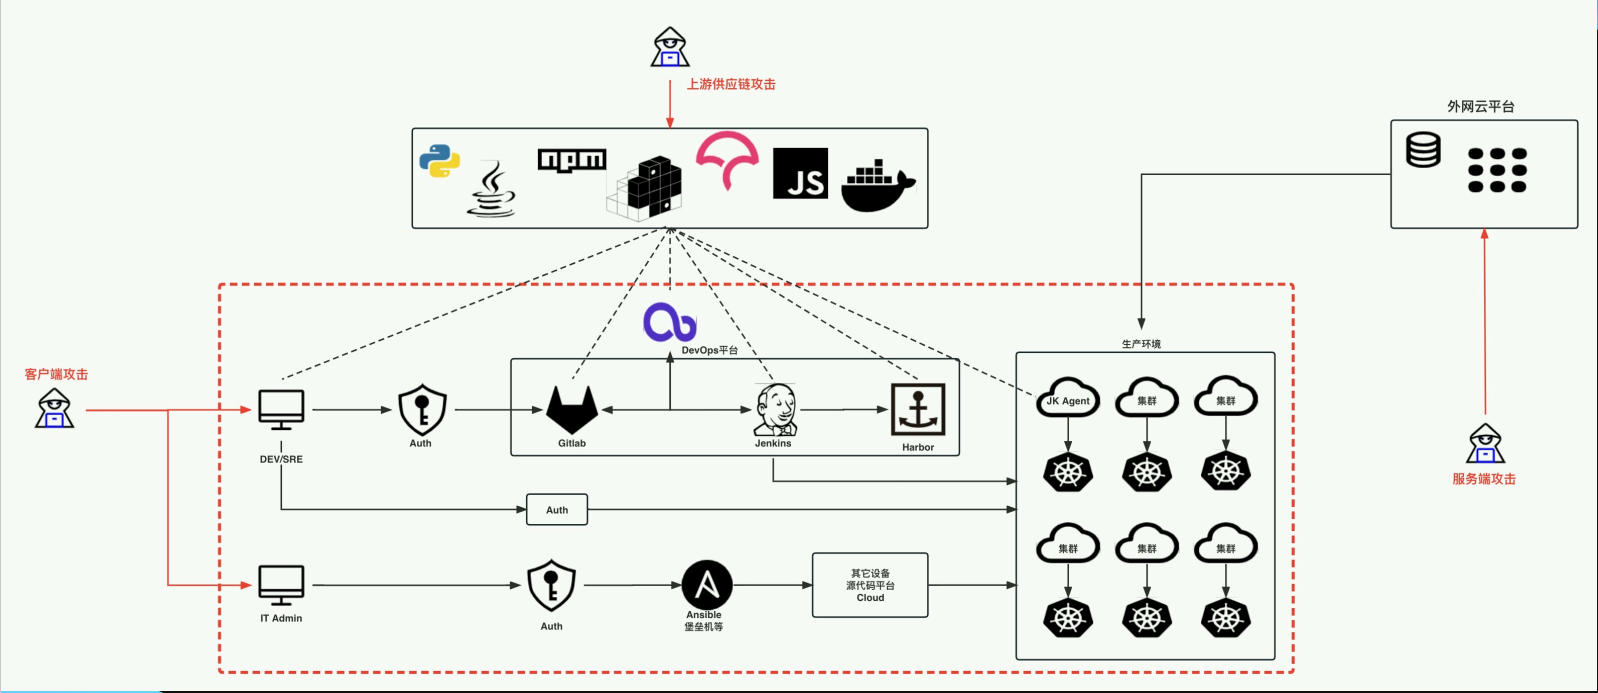 上游供应链攻击
外网云平台
npm
JS
DevOps平台
生产环境
客户端攻击
JK Agent
集群
集群
Auth
Gitlab
Jenkins
Harbor
DEV/SRE
服务端攻击
Auth
集群
集群
集群
其它设备
源代码平台
Cloud
IT Admin
Auth
Ansible
堡垒机等